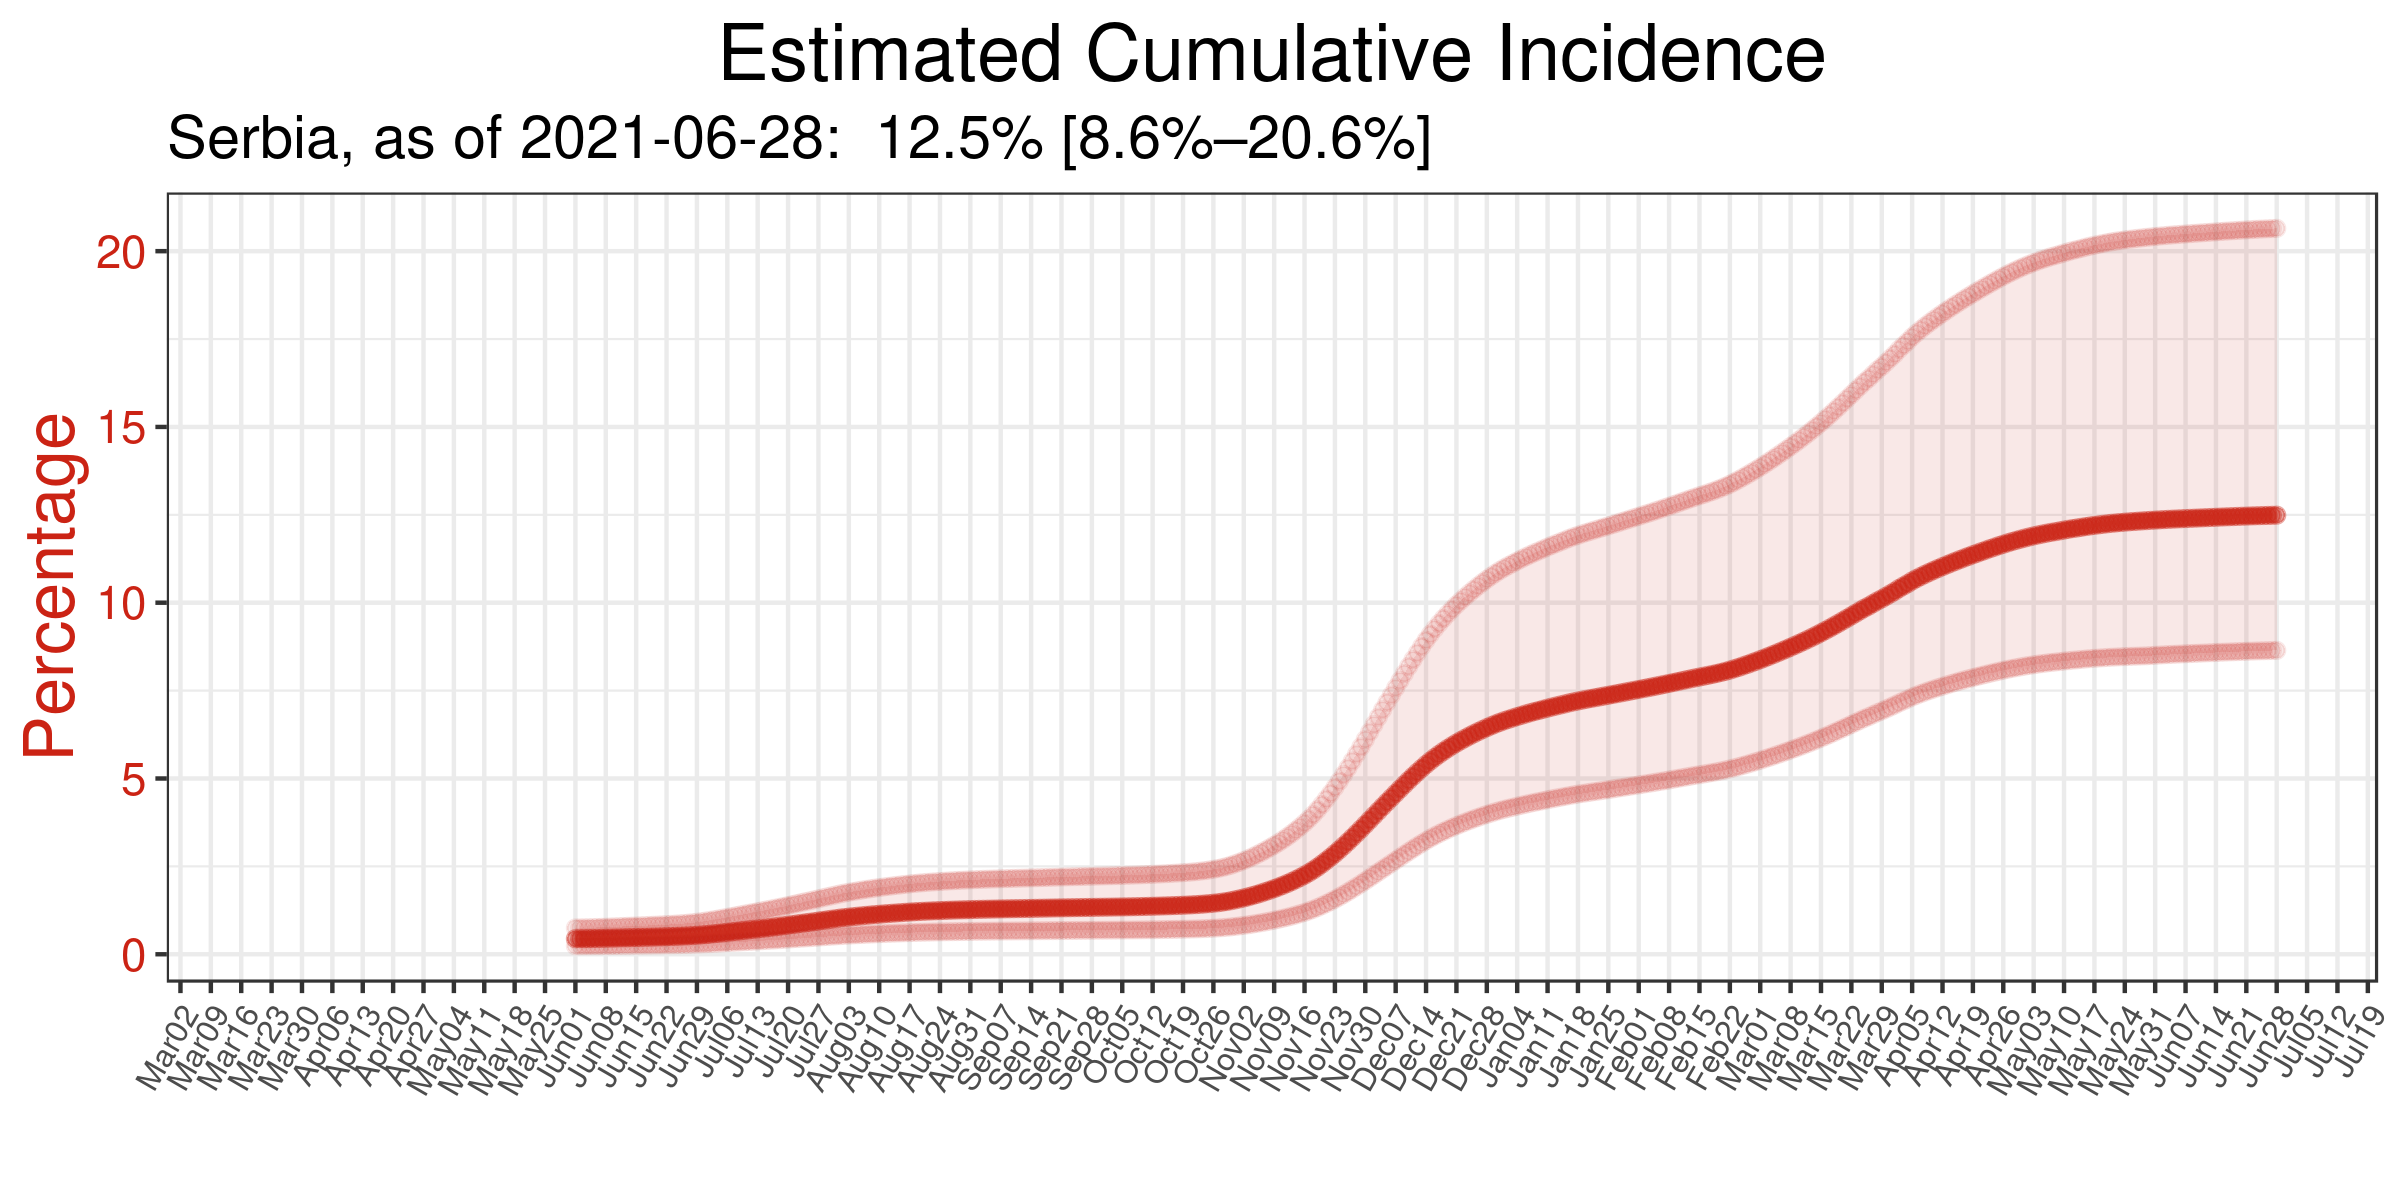 Estimated Cumulative Incidence
Serbia, as of 2021-06-28:  12.5% [8.6%–20.6%]
Percentage
20
15
10
5
0
Mar02
Mar09
Mar16
Mar23
Mar30
Apr06
Apr13
Apr20
Apr27
May04
May11
May18
May25
Jun01
Jun08
Jun15
Jun22
Jun29
Jul06
Jul13
Jul20
Jul27
Aug03
Aug10
Aug17
Aug24
Aug31
Sep07
Sep14
Sep21
Sep28
Oct05
Oct12
Oct19
Oct26
Nov02
Nov09
Nov16
Nov23
Nov30
Dec07
Dec14
Dec21
Dec28
Jan04
Jan11
Jan18
Jan25
Feb01
Feb08
Feb15
Feb22
Mar01
Mar08
Mar15
Mar22
Mar29
Apr05
Apr12
Apr19
Apr26
May03
May10
May17
May24
May31
Jun07
Jun14
Jun21
Jun28
Jul05
Jul12
Jul19